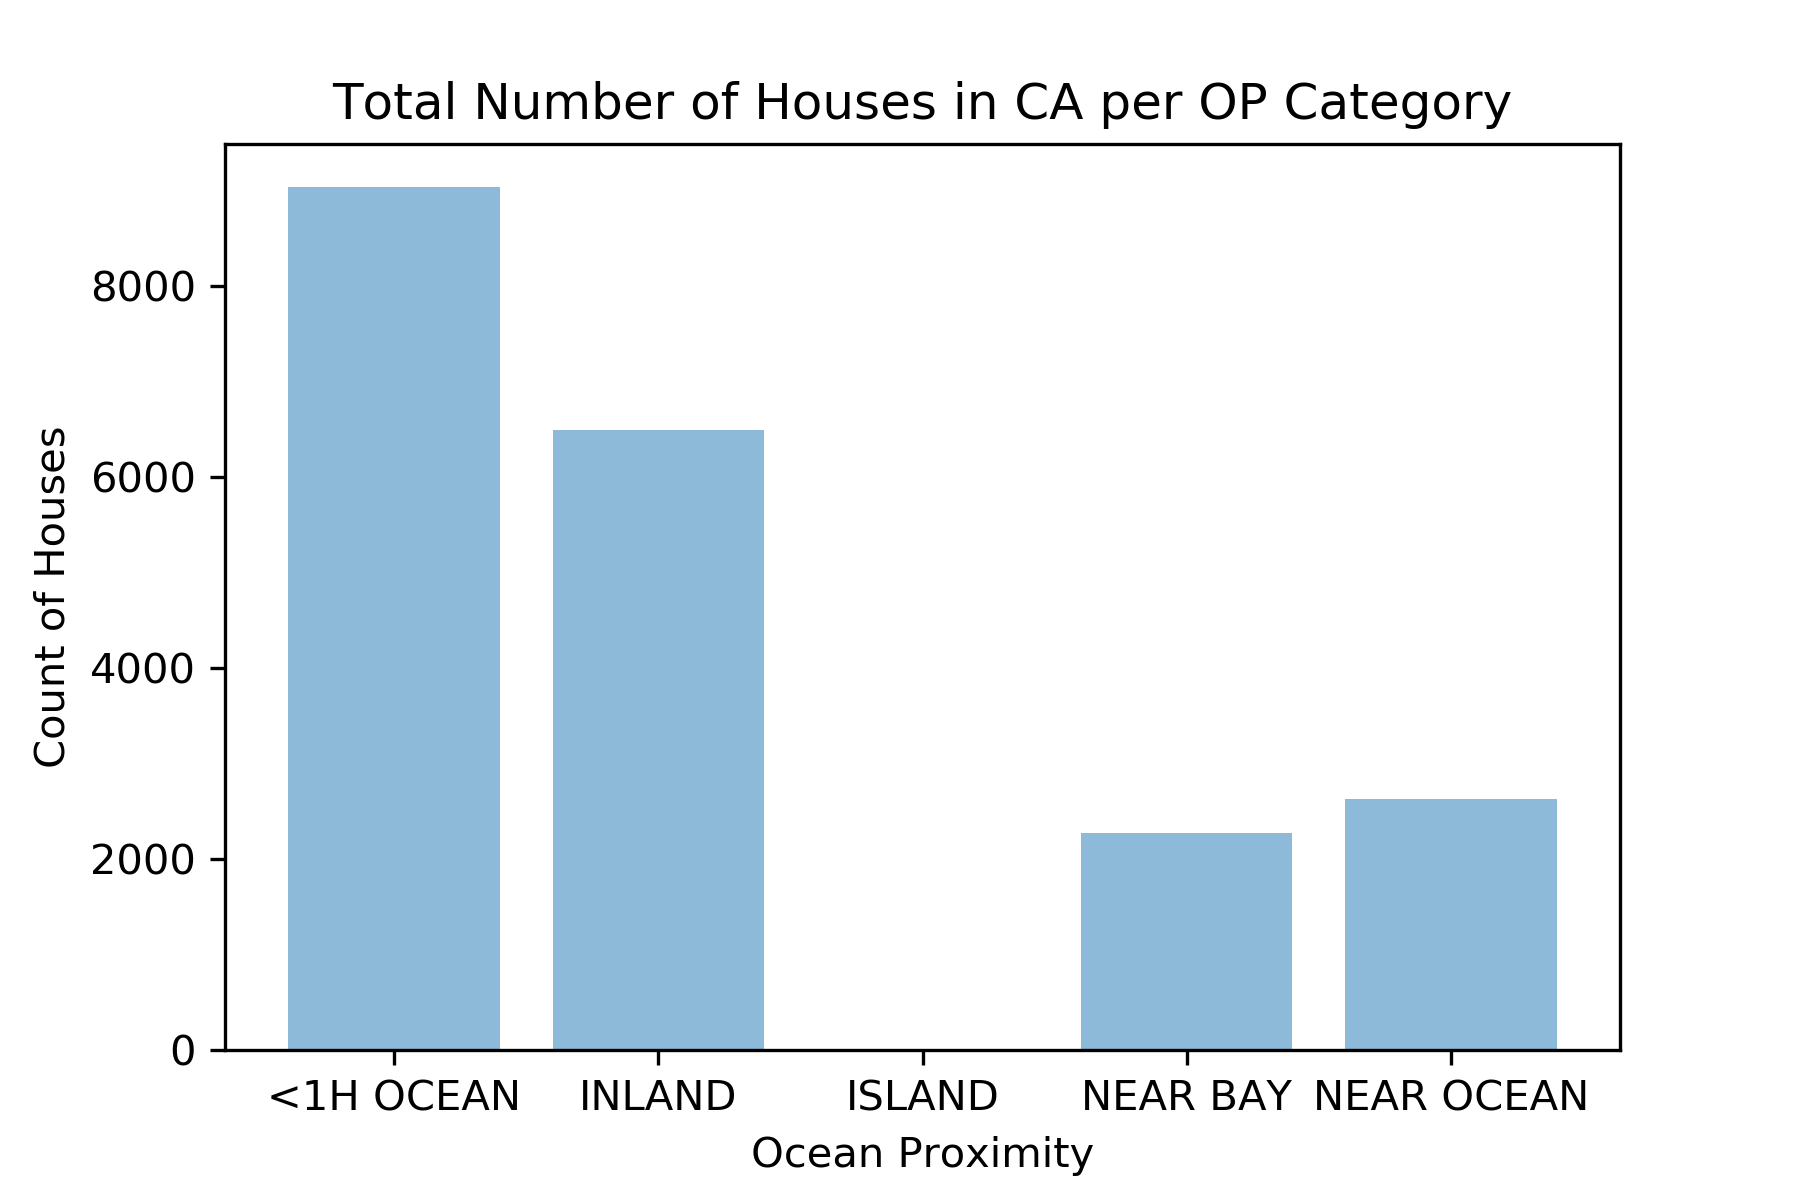 Total Number of Houses in CA per OP Category
8000
6000
4000
2000
0
Count of Houses
<1H OCEAN INLAND ISLAND NEAR BAY NEAR OCEAN
Ocean Proximity